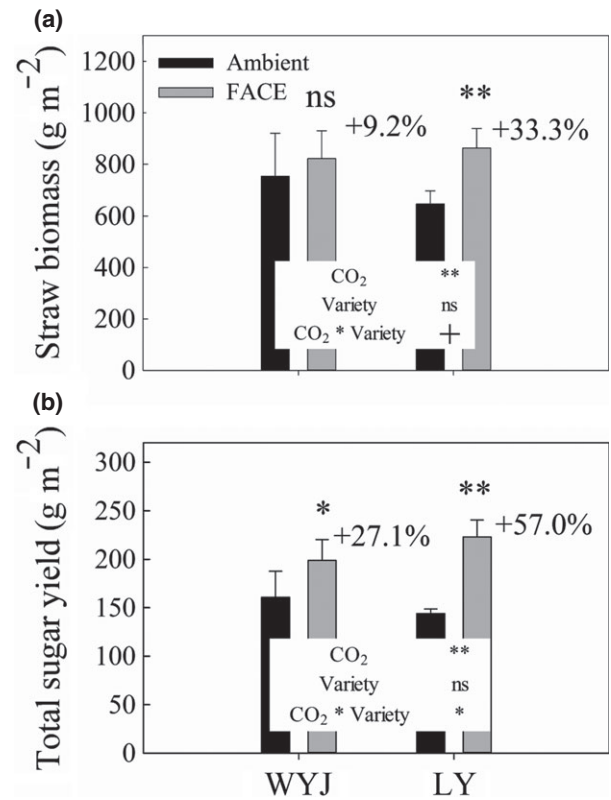 (a)
Straw biomass (g m⁻²)
1200
1000
800
600
400
200
0
Ambient
FACE
ns
+9.2%
**
+33.3%
CO₂ **
Variety ns
CO₂ * Variety +
(b)
Total sugar yield (g m⁻²)
300
250
200
150
100
50
0
*
+27.1%
**
+57.0%
CO₂ **
Variety ns
CO₂ * Variety *
WYJ LY